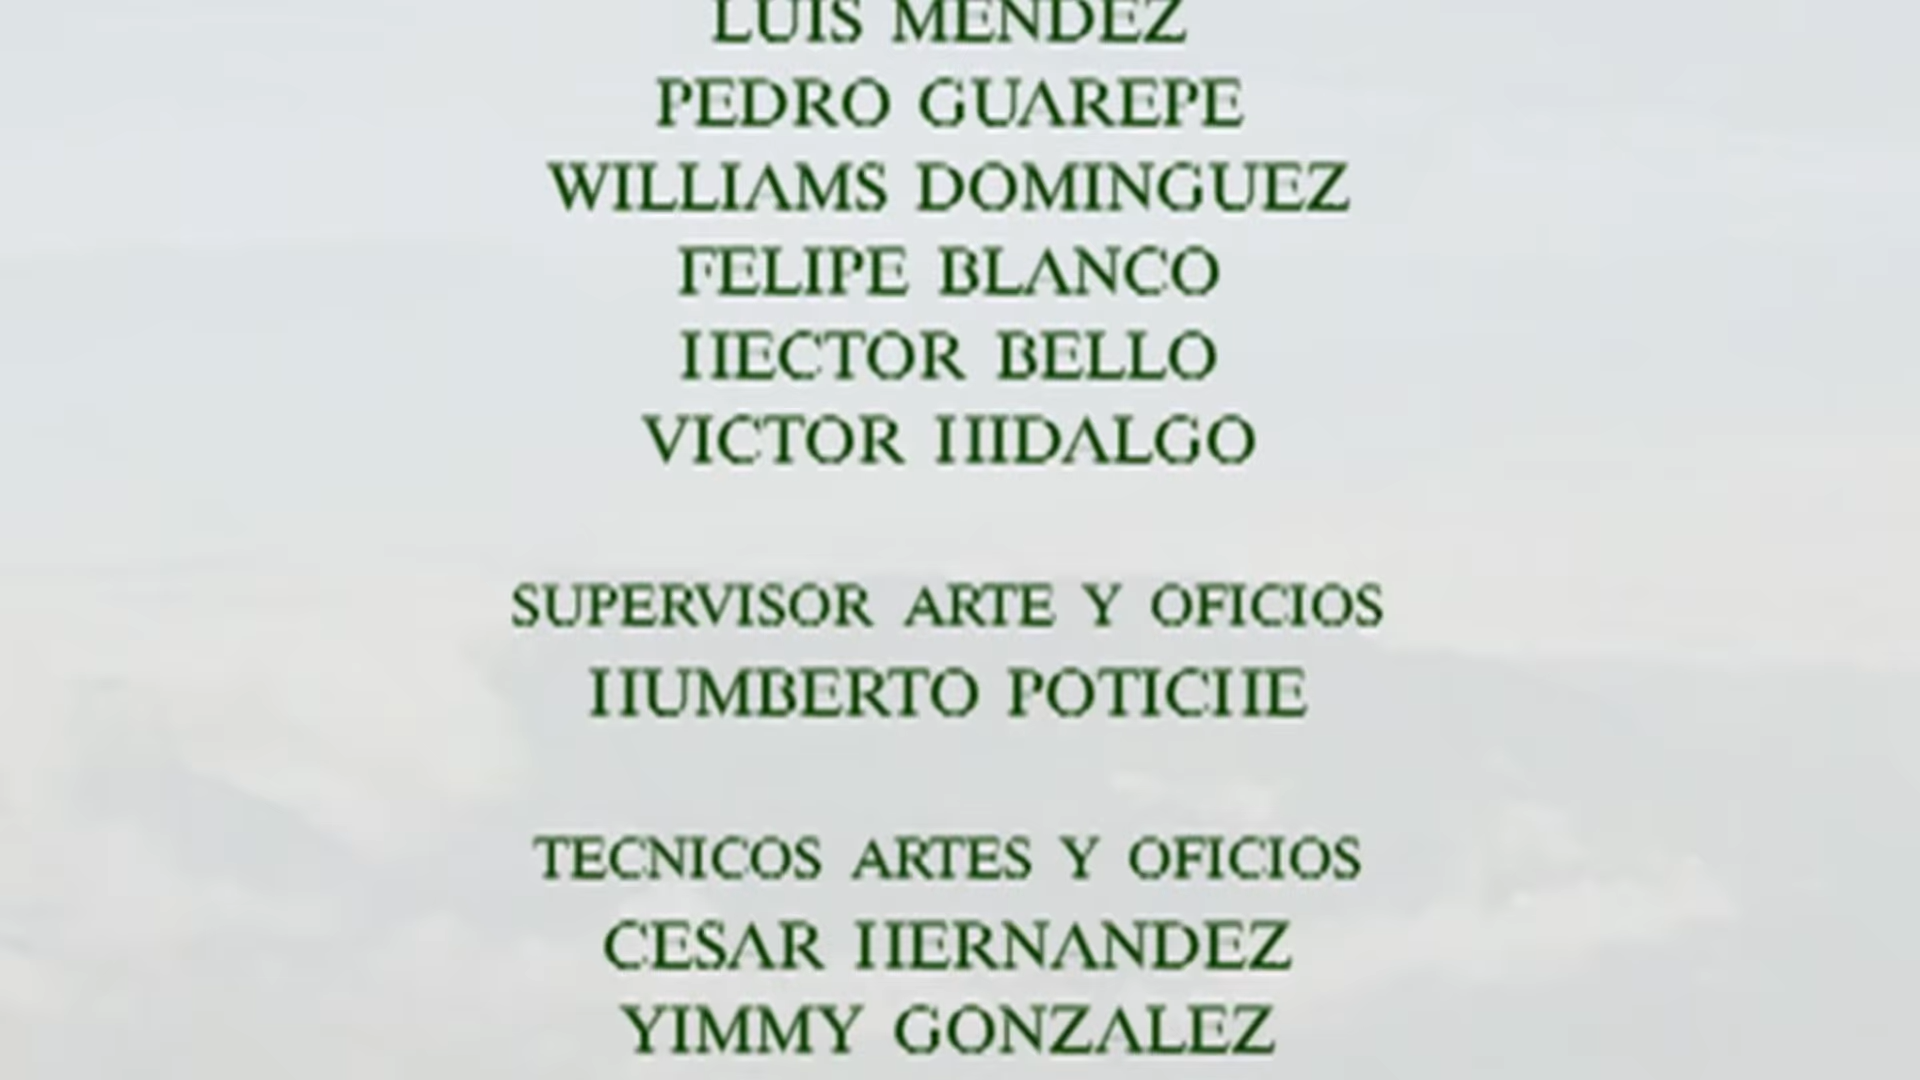 LUIS MENDEZ
PEDRO GUAREPE
WILLIAMS DOMINGUEZ
FELIPE BLANCO
HECTOR BELLO
VICTOR HIDALGO
SUPERVISOR ARTE Y OFICIOS
HUMBERTO POTICHE
TECNICOS ARTES Y OFICIOS
CESAR HERNANDEZ
YIMMY GONZALEZ